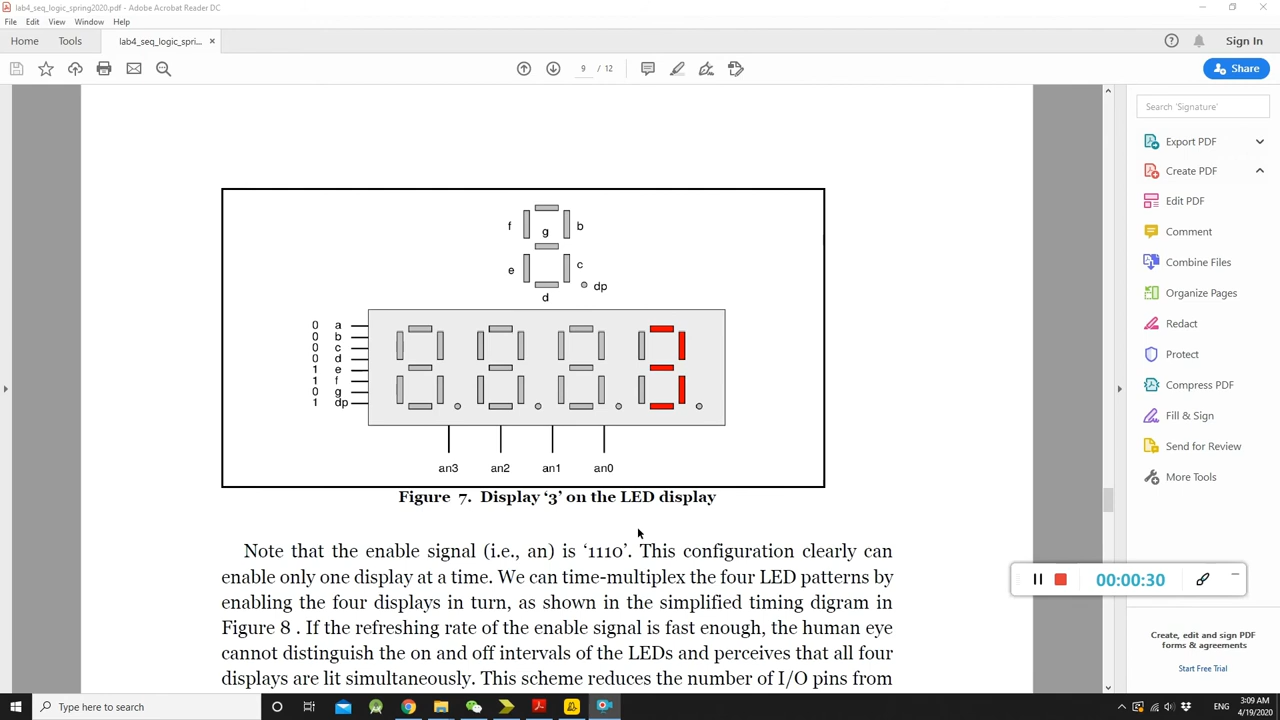 lab4_seq_logic_spring2020.pdf - Adobe Acrobat Reader DC
File Edit View Window Help
Home Tools lab4_seq_logic_spri... × Sign In
9 / 12 Share
Search 'Signature'
Export PDF
Create PDF
Edit PDF
Comment
Combine Files
Organize Pages
Redact
Protect
Compress PDF
Fill & Sign
Send for Review
More Tools
f g b
e c
dp
d
0 a
0 b
0 c
0 d
1 e
1 f
0 g
1 dp
an3 an2 an1 an0
Figure 7. Display ‘3’ on the LED display
Note that the enable signal (i.e., an) is ‘1110’. This configuration clearly can
enable only one display at a time. We can time-multiplex the four LED patterns by
enabling the four displays in turn, as shown in the simplified timing digram in
Figure 8 . If the refreshing rate of the enable signal is fast enough, the human eye
cannot distinguish the on and off intervals of the LEDs and perceives that all four
displays are lit simultaneously. This scheme reduces the number of I/O pins from
00:00:30
Create, edit and sign PDF
forms & agreements
Start Free Trial
Type here to search
ENG
3:09 AM
4/19/2020